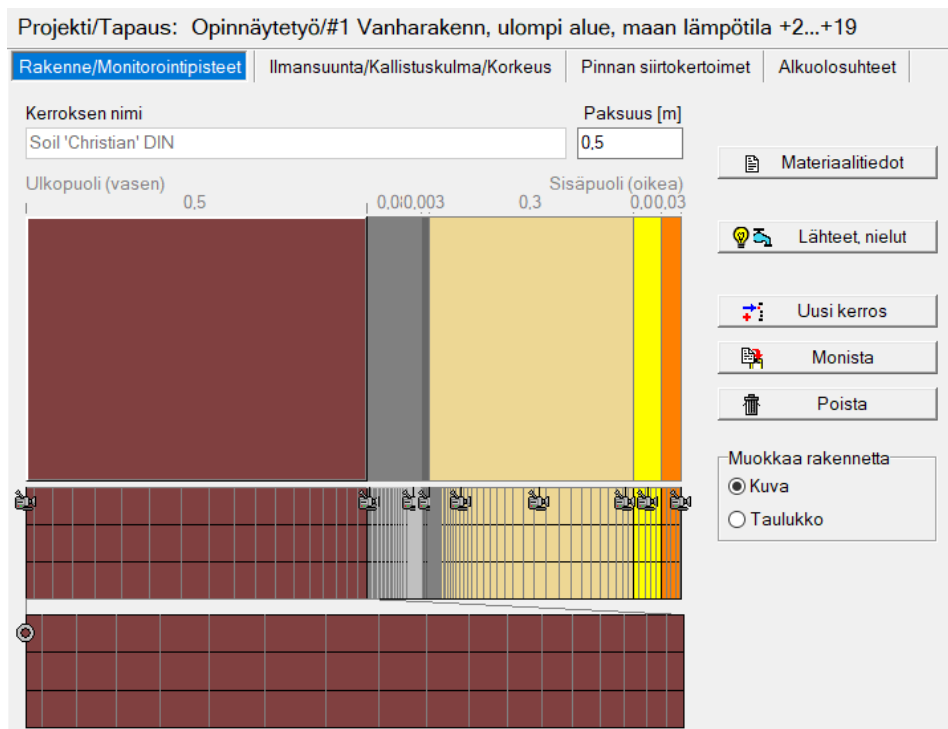 Projekti/Tapaus: Opinnäytetyö/#1 Vanharakenn, ulompi alue, maan lämpötila +2...+19
Rakenne/Monitorointipisteet Ilmansuunta/Kallistuskulma/Korkeus Pinnan siirtokertoimet Alkuolosuhteet
Kerroksen nimi Paksuus [m]
Soil 'Christian' DIN 0,5
Materiaalitiedot
Ulkopuoli (vasen) Sisäpuoli (oikea)
0,5 0,3
Lähteet, nielut
Uusi kerros
Monista
Poista
Muokkaa rakennetta
Kuva
Taulukko